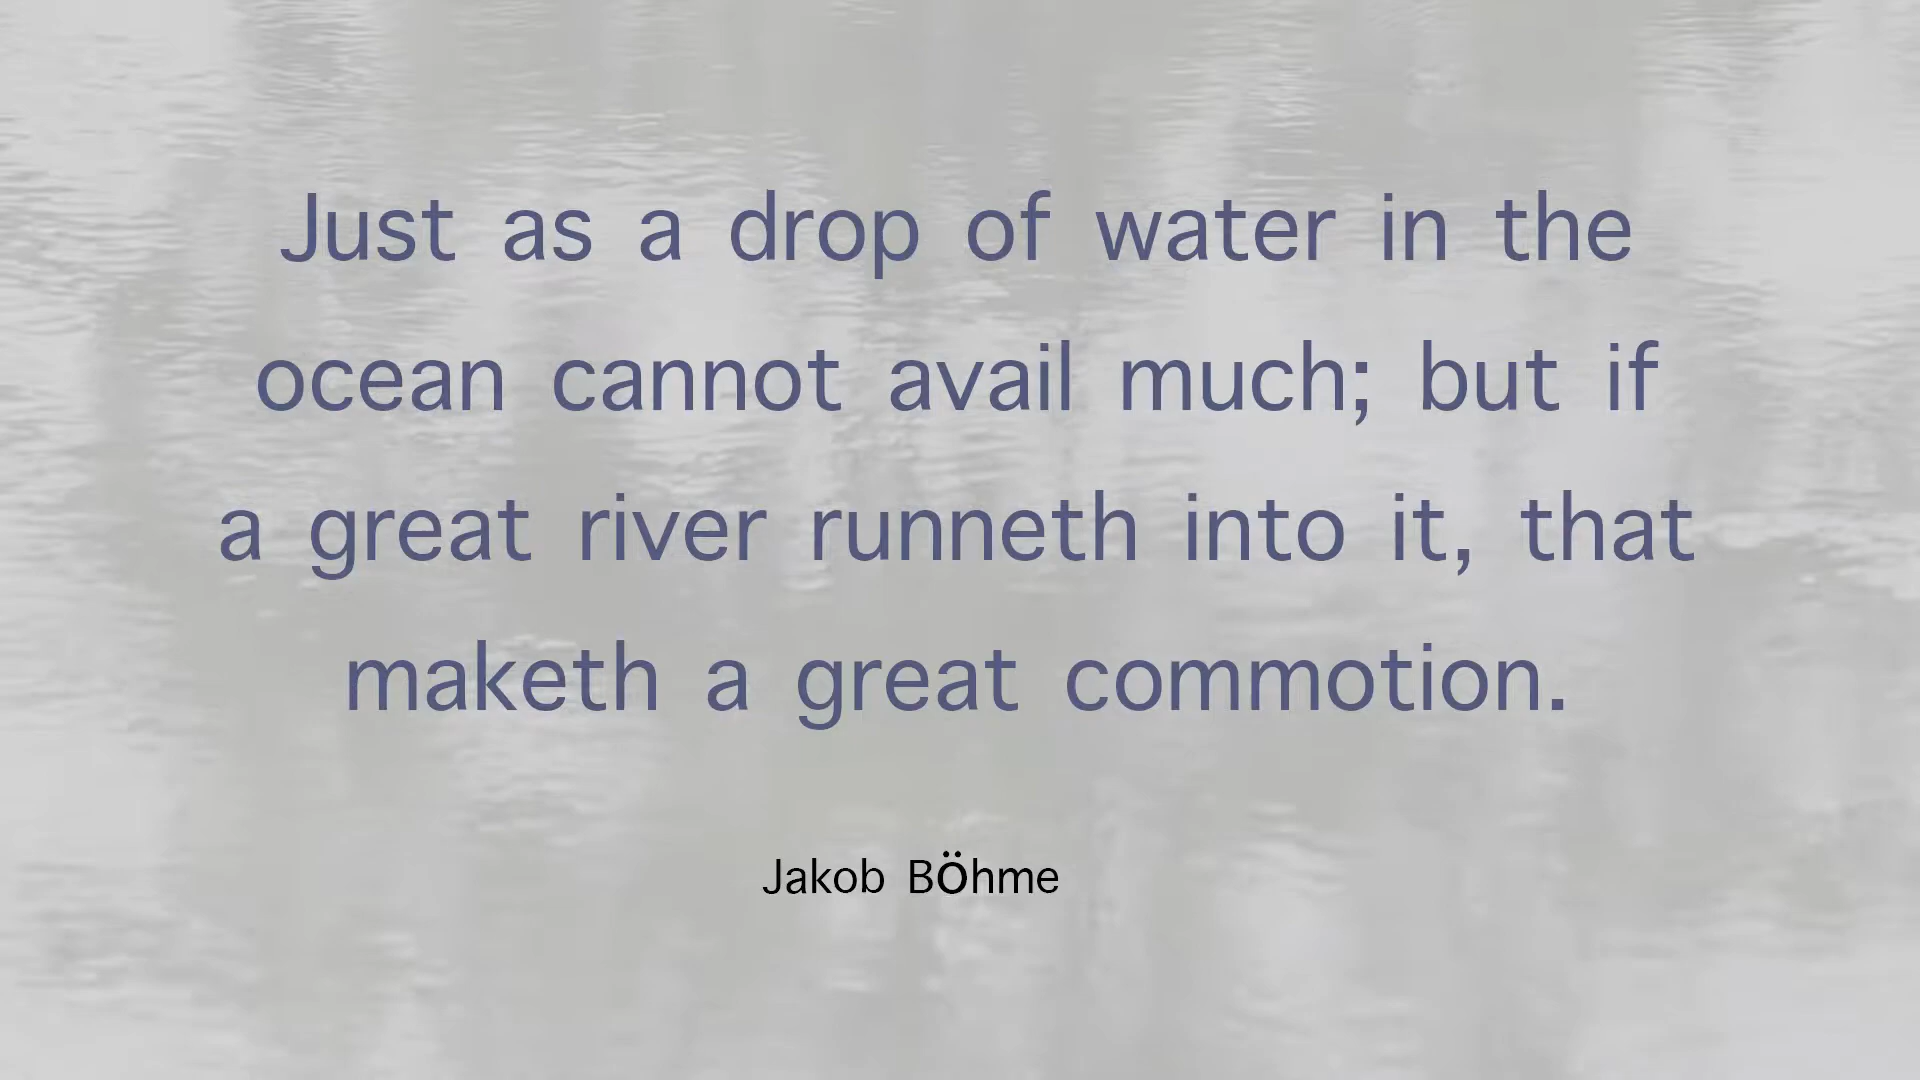 Just as a drop of water in the
ocean cannot avail much; but if
a great river runneth into it, that
maketh a great commotion.
Jakob Böhme